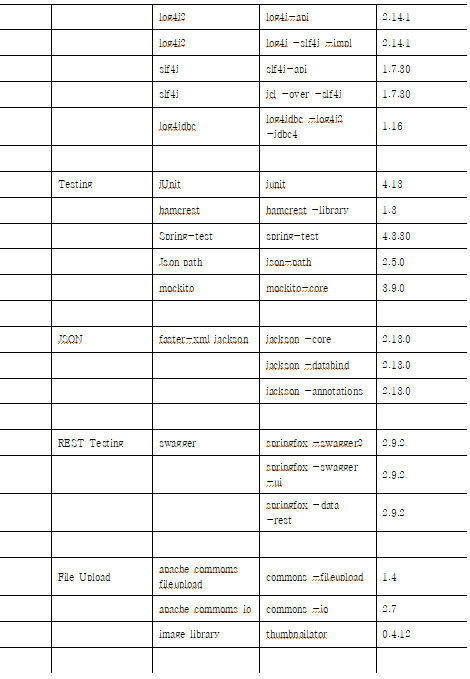 log4j2 log4j-api 2.14.1
log4j2 log4j -slf4j -impl 2.14.1
slf4j slf4j-api 1.7.30
slf4j jcl -over -slf4j 1.7.30
log4jdbc log4jdbc -log4j2 1.16
-jdbc4
Testing jUnit junit 4.13
hamcrest hamcrest -library 1.3
Spring-test spring-test 4.3.30
Json path json-path 2.5.0
mockito mockito-core 3.9.0
JSON faster-xml jackson jackson -core 2.13.0
jackson -databind 2.13.0
jackson -annotations 2.13.0
REST Testing swagger springfox -swagger2 2.9.2
springfox -swagger 2.9.2
-ui
springfox -data 2.9.2
-rest
File Upload apache commoms commons -fileupload 1.4
fileupload
apache commoms io commons -io 2.7
image library thumbnailator 0.4.12